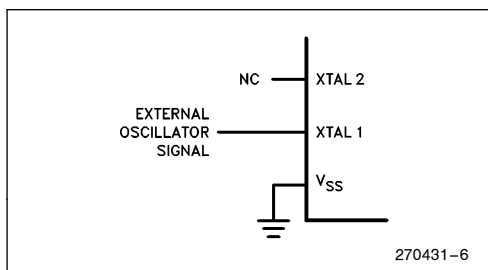 NC XTAL 2
EXTERNAL
OSCILLATOR XTAL 1
SIGNAL
VSS
270431-6